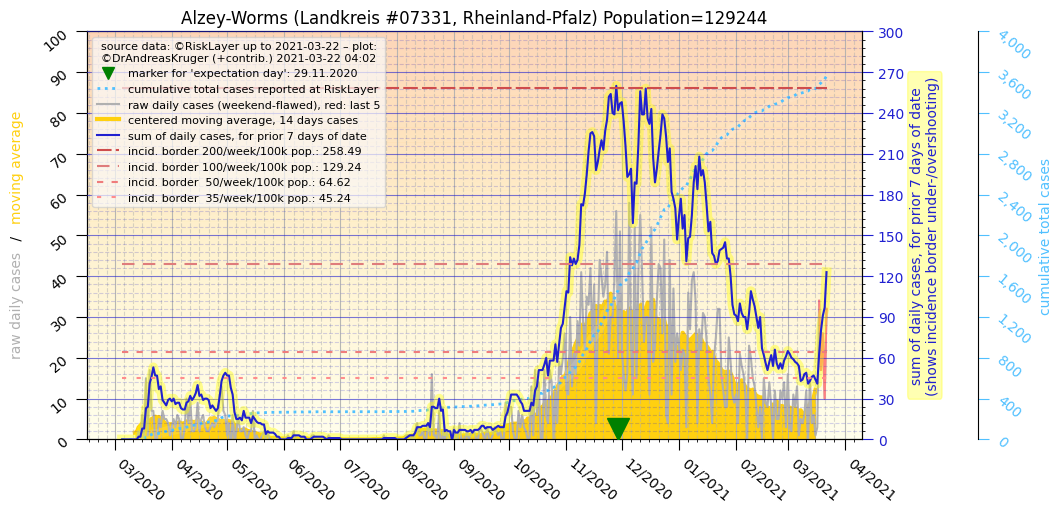 Alzey-Worms (Landkreis #07331, Rheinland-Pfalz) Population=129244
source data: ©RiskLayer up to 2021-03-22 – plot:
©DrAndreasKruger (+contrib.) 2021-03-22 04:02
marker for 'expectation day': 29.11.2020
cumulative total cases reported at RiskLayer
raw daily cases (weekend-flawed), red: last 5
centered moving average, 14 days cases
sum of daily cases, for prior 7 days of date
incid. border 200/week/100k pop.: 258.49
incid. border 100/week/100k pop.: 129.24
incid. border  50/week/100k pop.: 64.62
incid. border  35/week/100k pop.: 45.24
raw daily cases  /  moving average
100
90
80
70
60
50
40
30
20
10
0
03/2020
04/2020
05/2020
06/2020
07/2020
08/2020
09/2020
10/2020
11/2020
12/2020
01/2021
02/2021
03/2021
04/2021
300
270
240
210
180
150
120
90
60
30
0
sum of daily cases, for prior 7 days of date
(shows incidence border under-/overshooting)
4,000
3,600
3,200
2,800
2,400
2,000
1,600
1,200
800
400
0
cumulative total cases